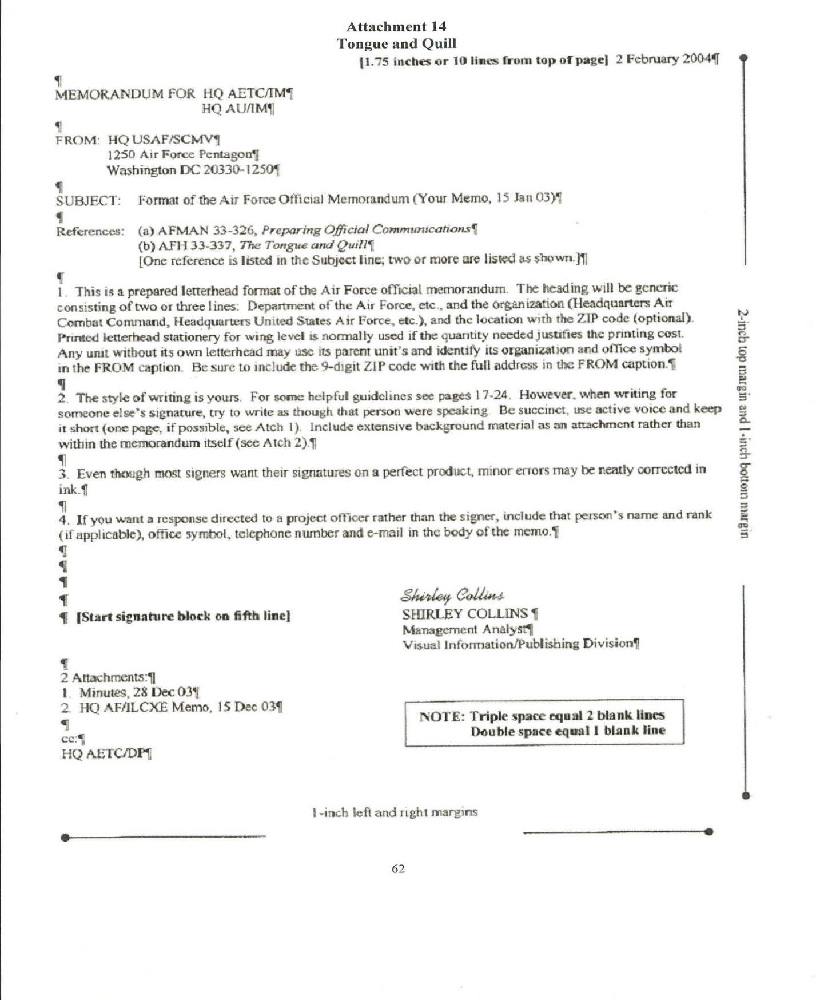 Attachment 14
Tongue and Quill
[1.75 inches or 10 lines from top of page] 2 February 2004¶
¶
MEMORANDUM FOR HQ AETC/IM¶
HQ AU/IM¶
¶
FROM: HQ USAF/SCMV¶
1250 Air Force Pentagon¶
Washington DC 20330-1250¶
¶
SUBJECT: Format of the Air Force Official Memorandum (Your Memo, 15 Jan 03)¶
¶
References: (a) AFMAN 33-326, Preparing Official Communications¶
(b) AFH 33-337, The Tongue and Quill¶
[One reference is listed in the Subject line; two or more are listed as shown.]¶
¶
1. This is a prepared letterhead format of the Air Force official memorandum. The heading will be generic
consisting of two or three lines: Department of the Air Force, etc., and the organization (Headquarters Air
Combat Command, Headquarters United States Air Force, etc.), and the location with the ZIP code (optional).
Printed letterhead stationery for wing level is normally used if the quantity needed justifies the printing cost.
Any unit without its own letterhead may use its parent unit's and identify its organization and office symbol
in the FROM caption. Be sure to include the 9-digit ZIP code with the full address in the FROM caption.¶
¶
2. The style of writing is yours. For some helpful guidelines see pages 17-24. However, when writing for
someone else's signature, try to write as though that person were speaking. Be succinct, use active voice and keep
it short (one page, if possible, see Atch 1). Include extensive background material as an attachment rather than
within the memorandum itself (see Atch 2).¶
¶
3. Even though most signers want their signatures on a perfect product, minor errors may be neatly corrected in
ink.¶
¶
4. If you want a response directed to a project officer rather than the signer, include that person's name and rank
(if applicable), office symbol, telephone number and e-mail in the body of the memo.¶
¶
¶
¶
¶
¶ [Start signature block on fifth line]
Shirley Collins
SHIRLEY COLLINS ¶
Management Analyst¶
Visual Information/Publishing Division¶
¶
2 Attachments:¶
1. Minutes, 28 Dec 03¶
2. HQ AF/ILCXE Memo, 15 Dec 03¶
¶
cc:¶
HQ AETC/DP¶
NOTE: Triple space equal 2 blank lines
Double space equal 1 blank line
2-inch top margin and 1-inch bottom margin
1-inch left and right margins
62